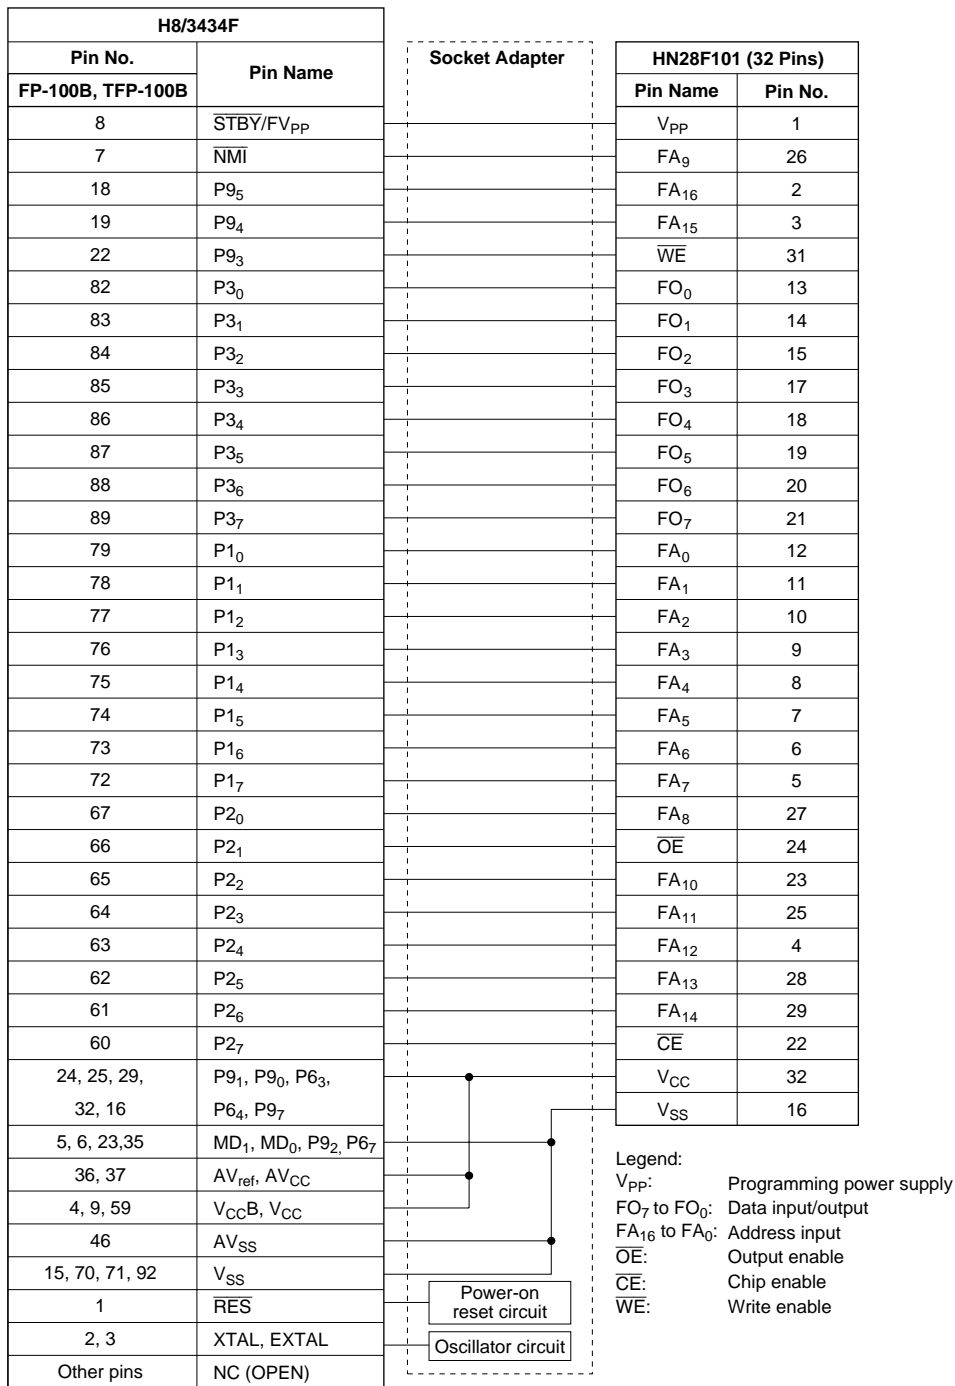 H8/3434F
Pin No. Pin Name Socket Adapter HN28F101 (32 Pins)
FP-100B, TFP-100B Pin Name Pin No.
8 STBY/FVPP VPP 1
7 NMI FA9 26
18 P95 FA16 2
19 P94 FA15 3
22 P93 WE 31
82 P30 FO0 13
83 P31 FO1 14
84 P32 FO2 15
85 P33 FO3 17
86 P34 FO4 18
87 P35 FO5 19
88 P36 FO6 20
89 P37 FO7 21
79 P10 FA0 12
78 P11 FA1 11
77 P12 FA2 10
76 P13 FA3 9
75 P14 FA4 8
74 P15 FA5 7
73 P16 FA6 6
72 P17 FA7 5
67 P20 FA8 27
66 P21 OE 24
65 P22 FA10 23
64 P23 FA11 25
63 P24 FA12 4
62 P25 FA13 28
61 P26 FA14 29
60 P27 CE 22
24, 25, 29, P91, P90, P63, VCC 32
32, 16 P64, P97 VSS 16
5, 6, 23,35 MD1, MD0, P92, P67
36, 37 AVref, AVCC
4, 9, 59 VCCB, VCC
46 AVSS
15, 70, 71, 92 VSS
1 RES Power-on reset circuit
2, 3 XTAL, EXTAL Oscillator circuit
Other pins NC (OPEN)
Legend:
VPP: Programming power supply
FO7 to FO0: Data input/output
FA16 to FA0: Address input
OE: Output enable
CE: Chip enable
WE: Write enable